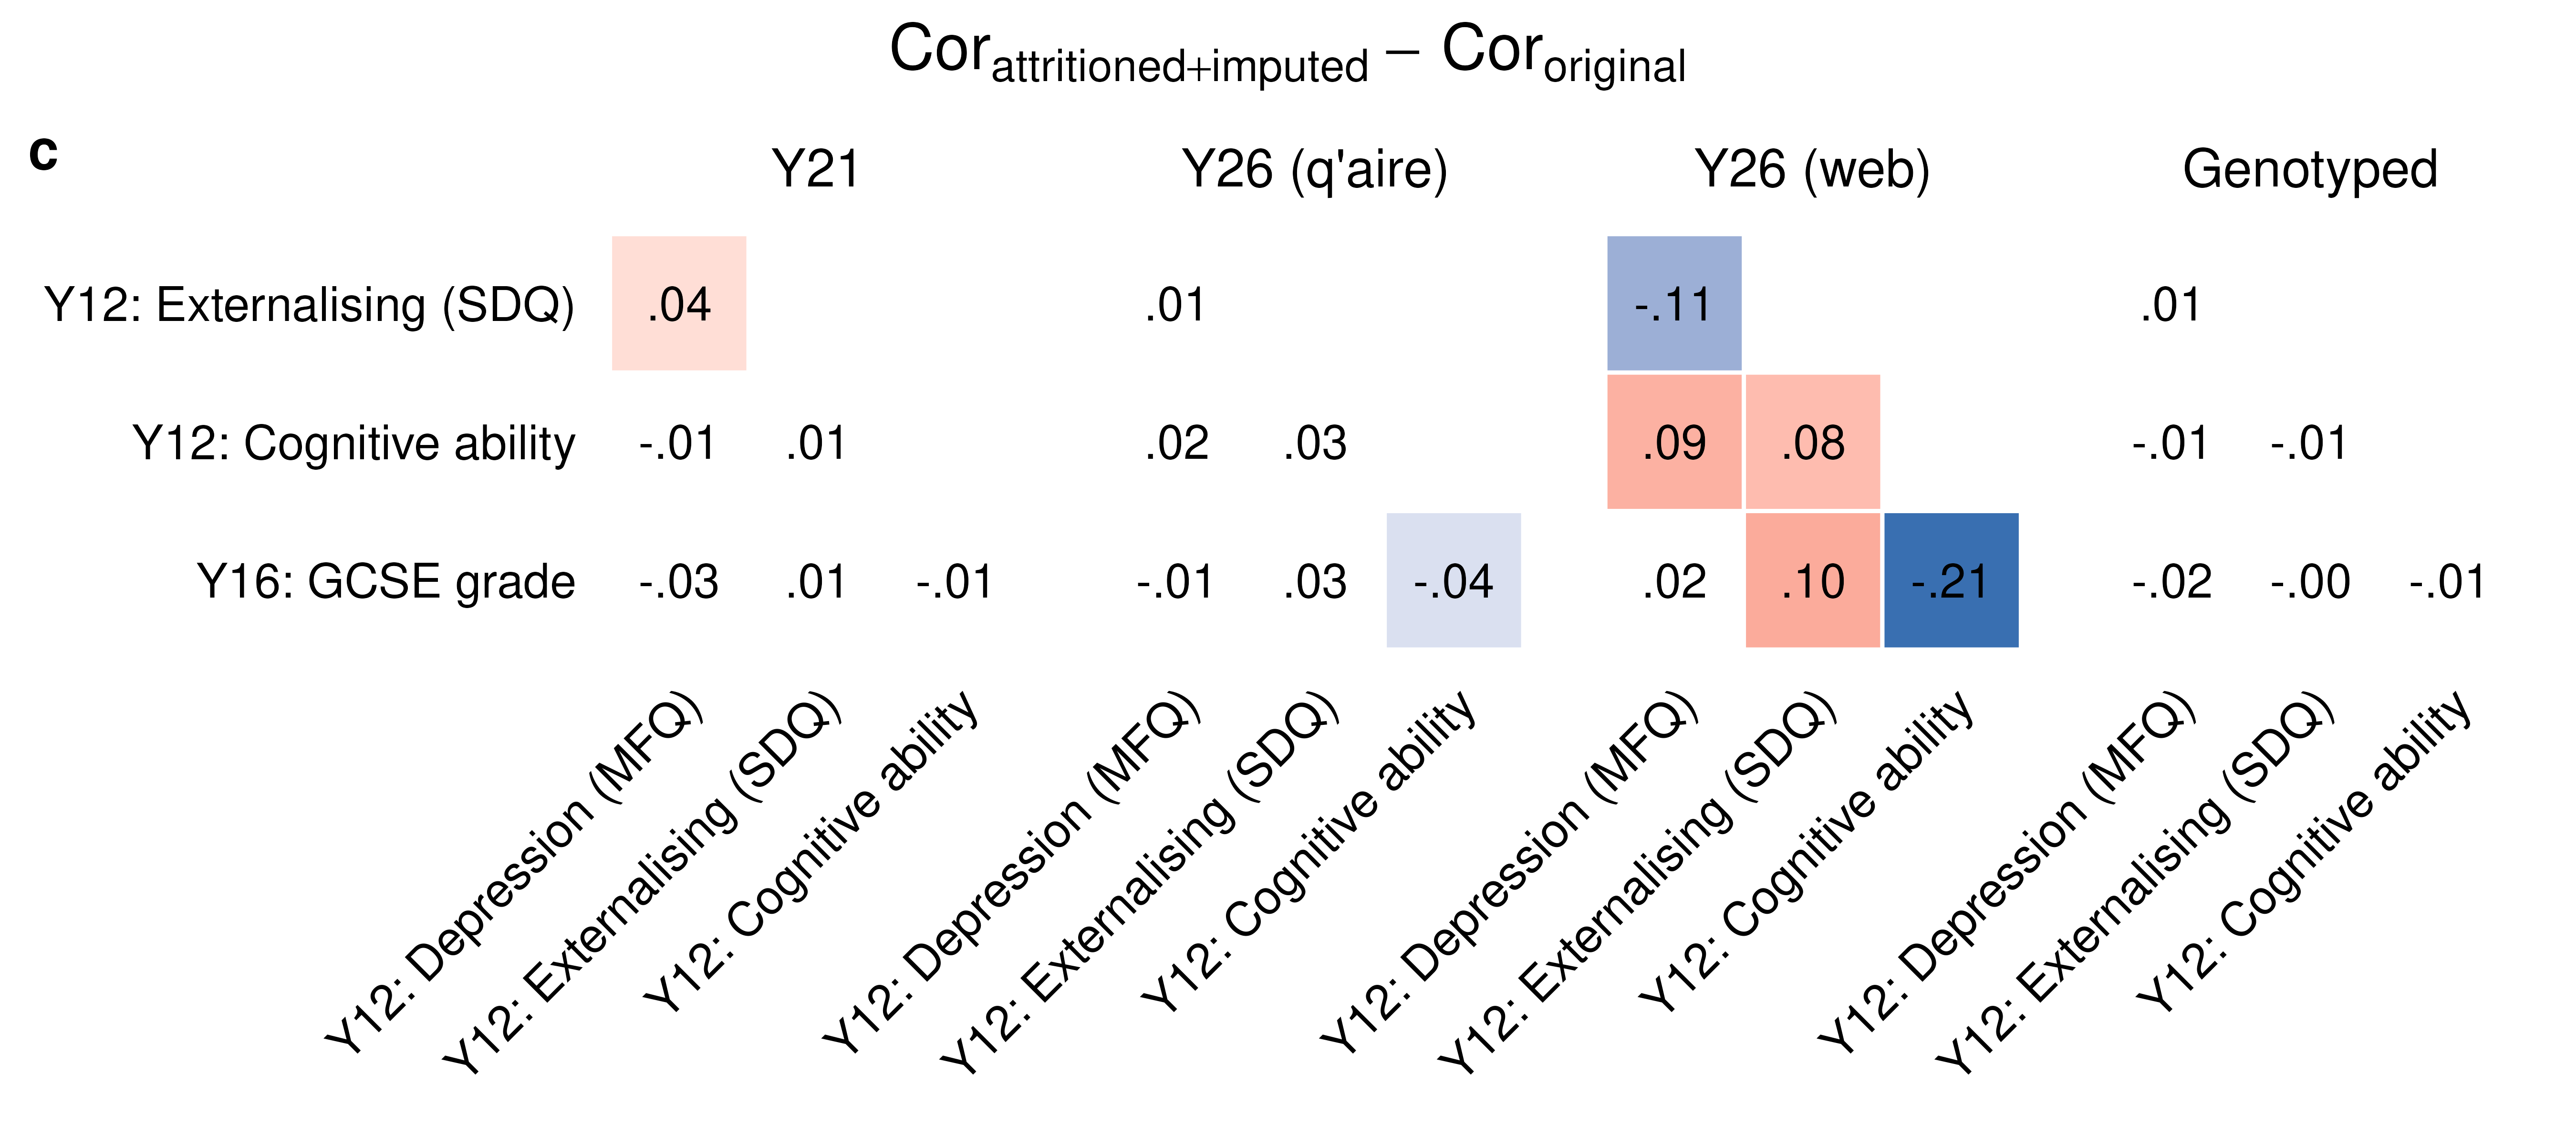 Cor attritioned+imputed – Cor original
c
Y21 Y26 (q'aire) Y26 (web) Genotyped
Y12: Externalising (SDQ) .04 .01 -.11 .01
Y12: Cognitive ability -.01 .01 .02 .03 .09 .08 -.01 -.01
Y16: GCSE grade -.03 .01 -.01 -.01 .03 -.04 .02 .10 -.21 -.02 -.00 -.01
Y12: Depression (MFQ)
Y12: Externalising (SDQ)
Y12: Cognitive ability
Y12: Depression (MFQ)
Y12: Externalising (SDQ)
Y12: Cognitive ability
Y12: Depression (MFQ)
Y12: Externalising (SDQ)
Y12: Cognitive ability
Y12: Depression (MFQ)
Y12: Externalising (SDQ)
Y12: Cognitive ability